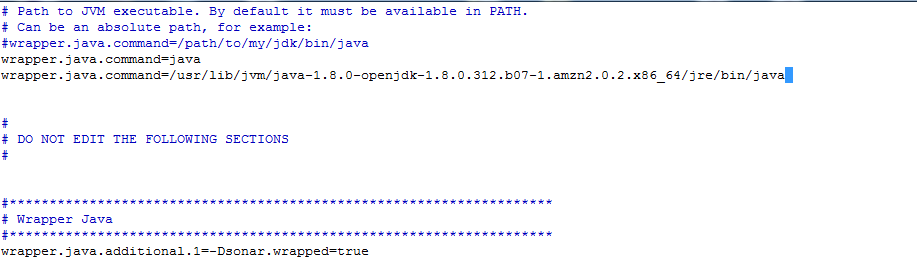 # Path to JVM executable. By default it must be available in PATH.
# Can be an absolute path, for example:
#wrapper.java.command=/path/to/my/jdk/bin/java
wrapper.java.command=java
wrapper.java.command=/usr/lib/jvm/java-1.8.0-openjdk-1.8.0.312.b07-1.amzn2.0.2.x86_64/jre/bin/java
#
# DO NOT EDIT THE FOLLOWING SECTIONS
#
#********************************************************************
# Wrapper Java
#********************************************************************
wrapper.java.additional.1=-Dsonar.wrapped=true